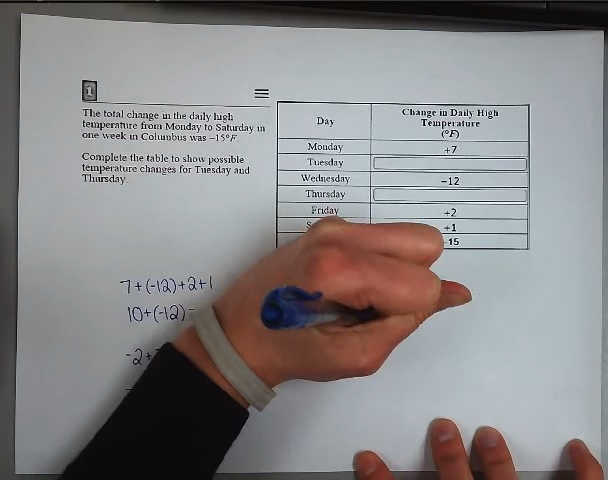 1
The total change in the daily high
temperature from Monday to Saturday in
one week in Columbus was −15°F.
Complete the table to show possible
temperature changes for Tuesday and
Thursday.
Day
Change in Daily High
Temperature
(°F)
Monday +7
Tuesday
Wednesday −12
Thursday
Friday +2
+1
15
7+(-12)+2+1
10+(-12)
-2+